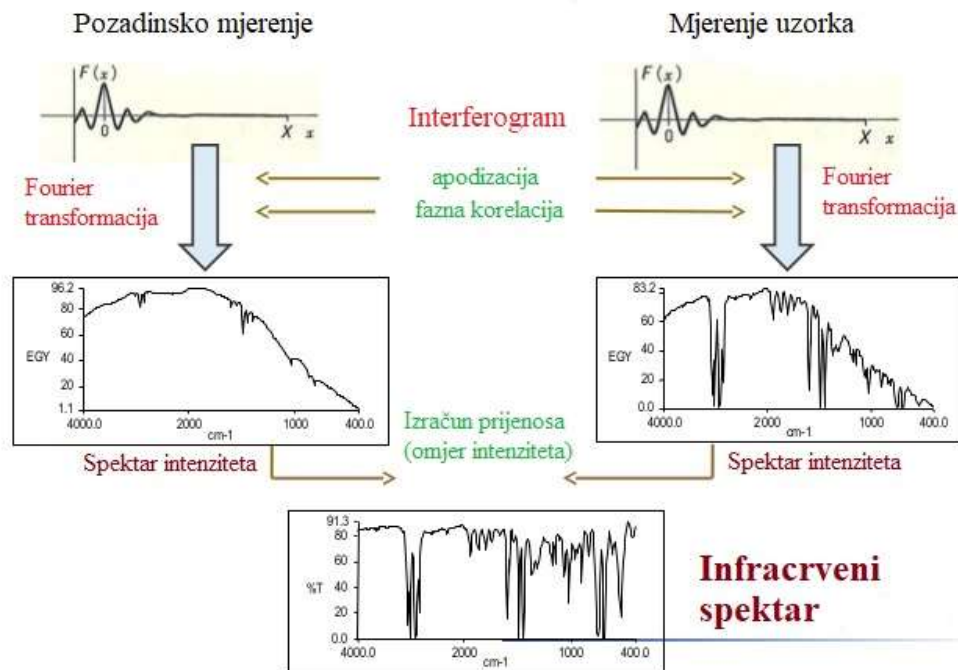 Pozadinsko mjerenje
Mjerenje uzorka
F(x)
0
X x
Interferogram
F(x)
0
X x
Fourier
transformacija
apodizacija
fazna korelacija
Fourier
transformacija
96.2
80
60
EGY
40
20
1.1
4000.0
2000
1000
400.0
cm-1
Spektar intenziteta
83.2
60
EGY
40
20
0.0
4000.0
2000
1000
400.0
cm-1
Spektar intenziteta
Izračun prijenosa
(omjer intenziteta)
91.3
80
60
%T
40
20
0.0
4000.0
2000
1000
400.0
cm-1
Infracrveni
spektar